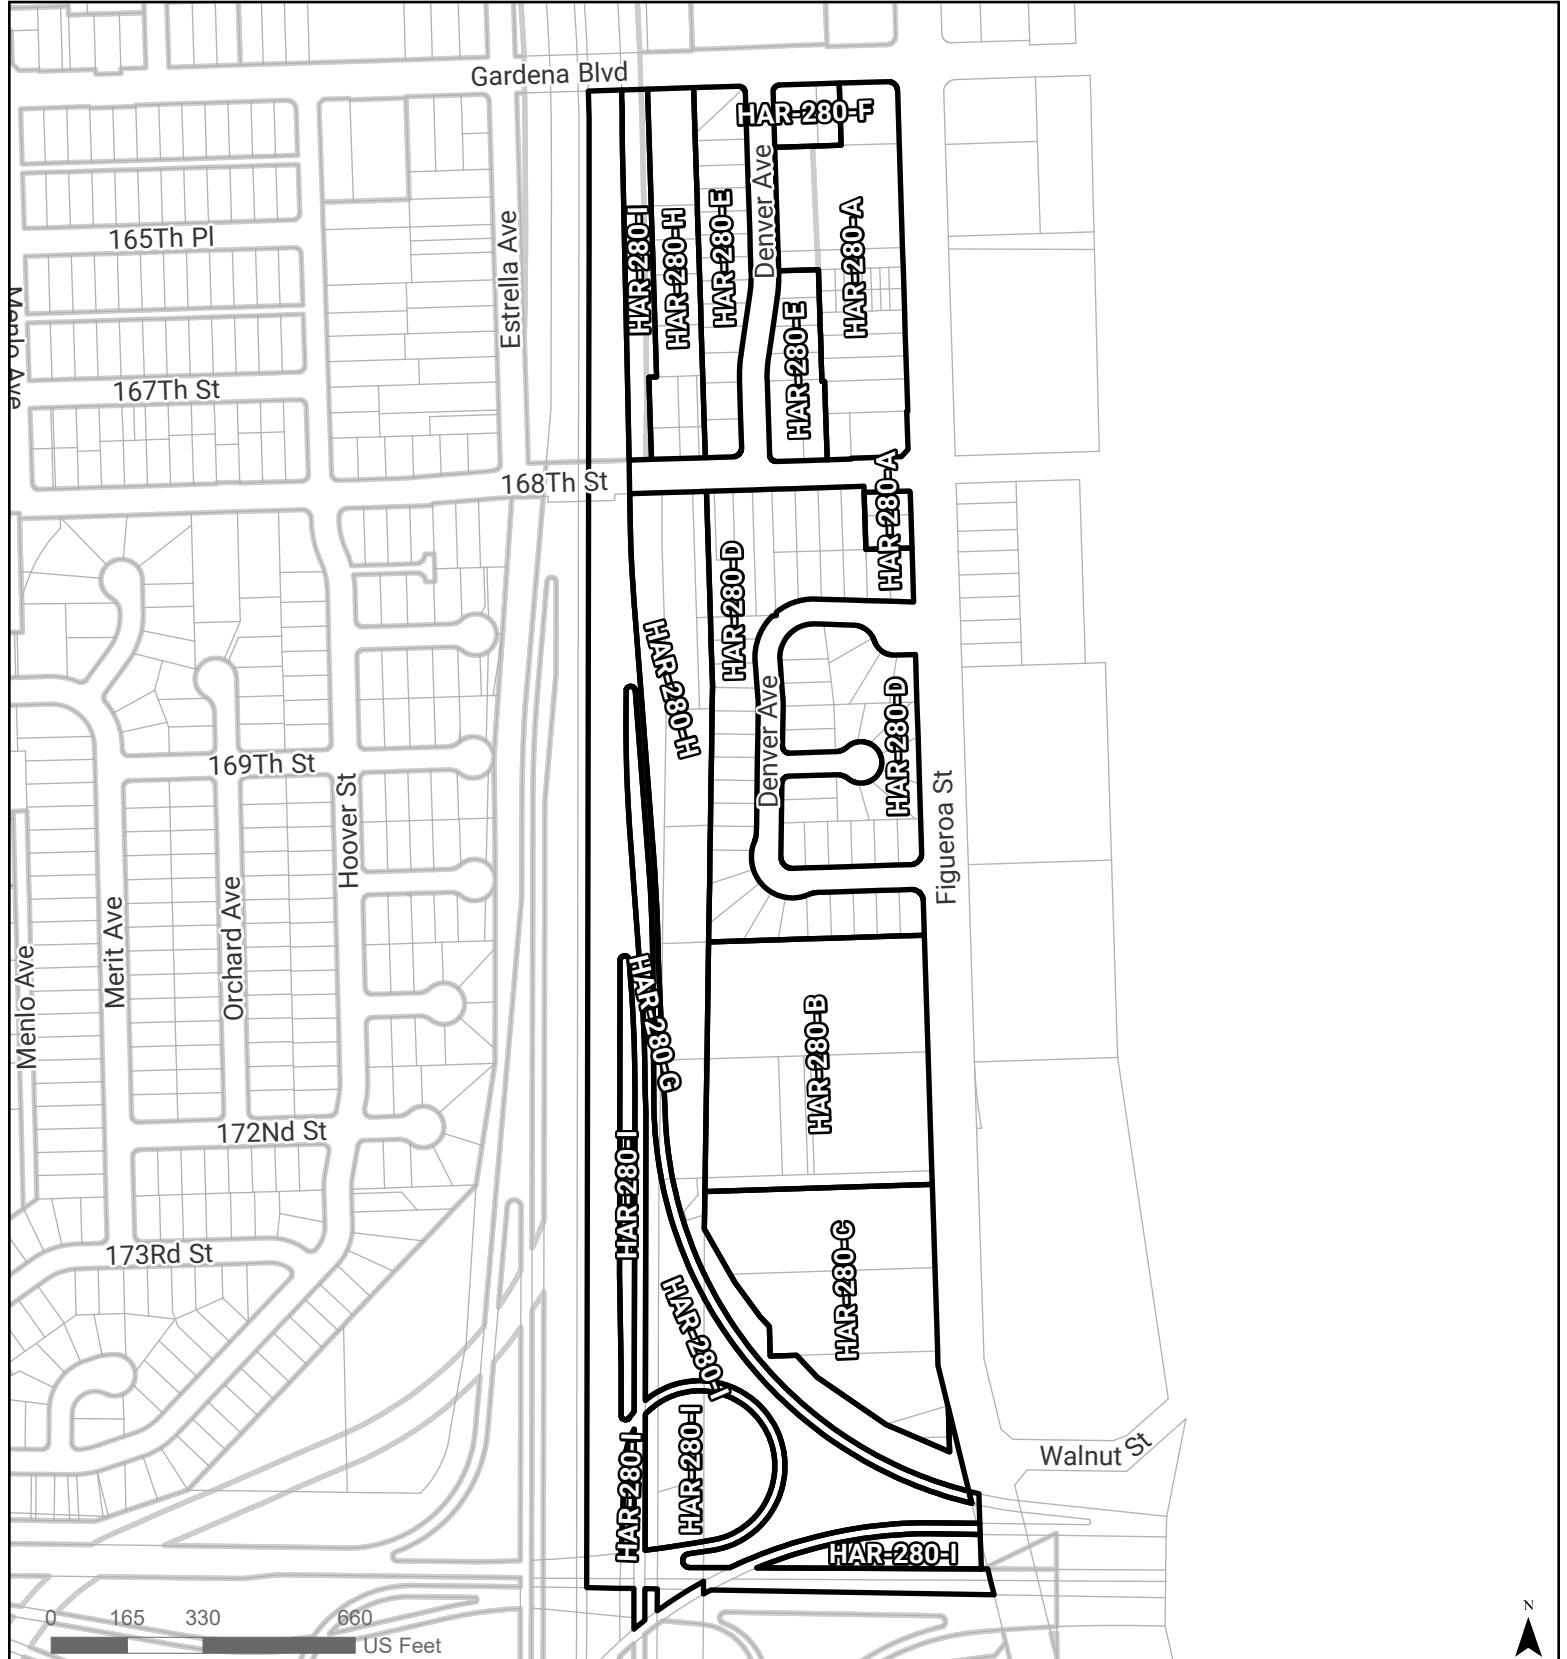 Gardena Blvd
HAR-280-F
Denver Ave
HAR-280-I
HAR-280-H
HAR-280-E
HAR-280-A
165Th Pl
Estrella Ave
HAR-280-E
Menlo Ave
167Th St
168Th St
HAR-280-A
HAR-280-D
HAR-280-H
Denver Ave
HAR-280-D
169Th St
Hoover St
Figueroa St
Merit Ave
Orchard Ave
Menlo Ave
HAR-280-G
HAR-280-B
172Nd St
HAR-280-I
173Rd St
HAR-280-C
HAR-280-I
HAR-280-I
HAR-280-I
Walnut St
HAR-280-I
0 165 330 660
US Feet
N